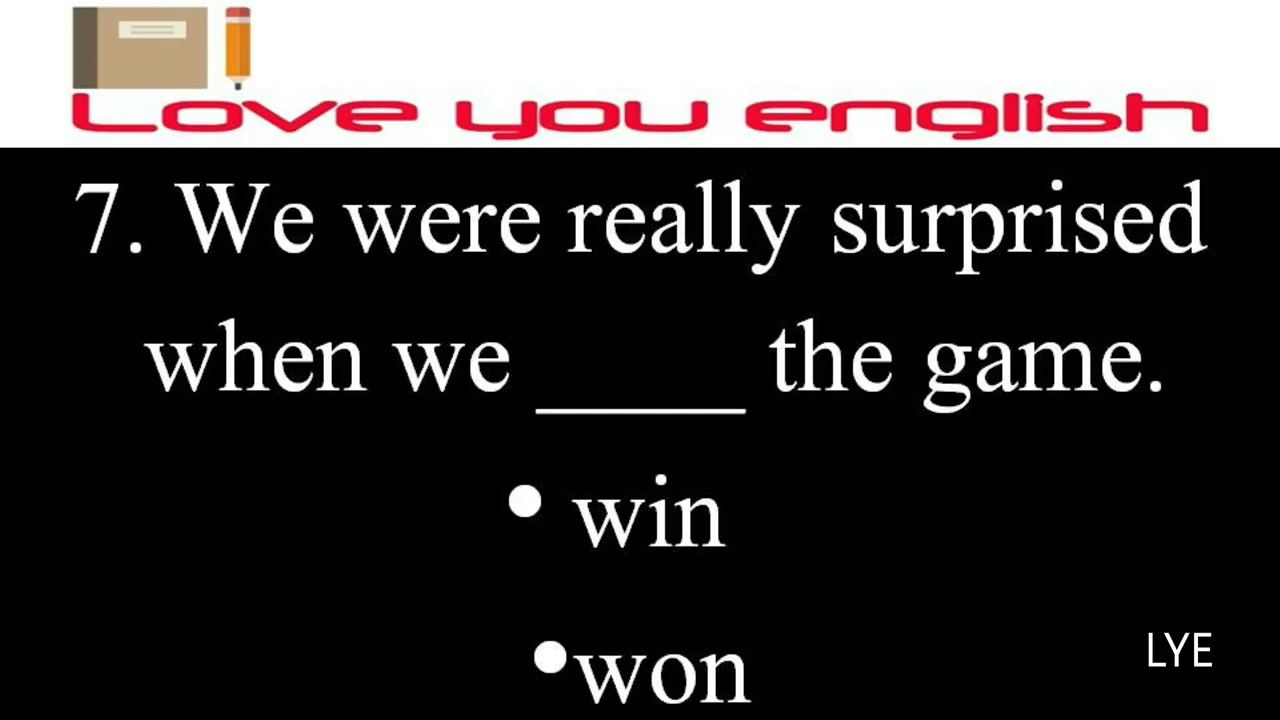 Love you english
7. We were really surprised
when we _____ the game.
• win
•won
LYE